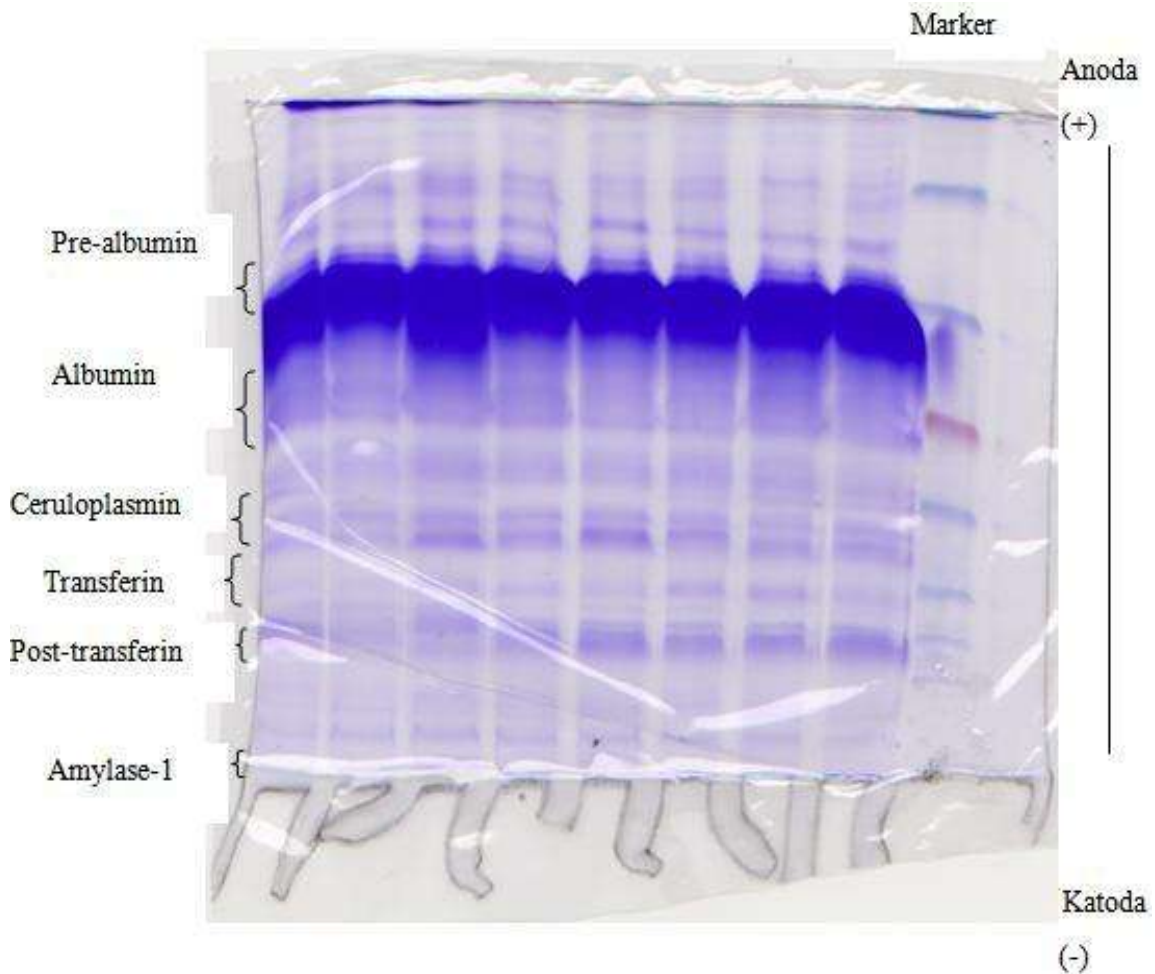 Marker
Anoda
(+)
Pre-albumin
Albumin
Ceruloplasmin
Transferin
Post-transferin
Amylase-1
Katoda
(-)